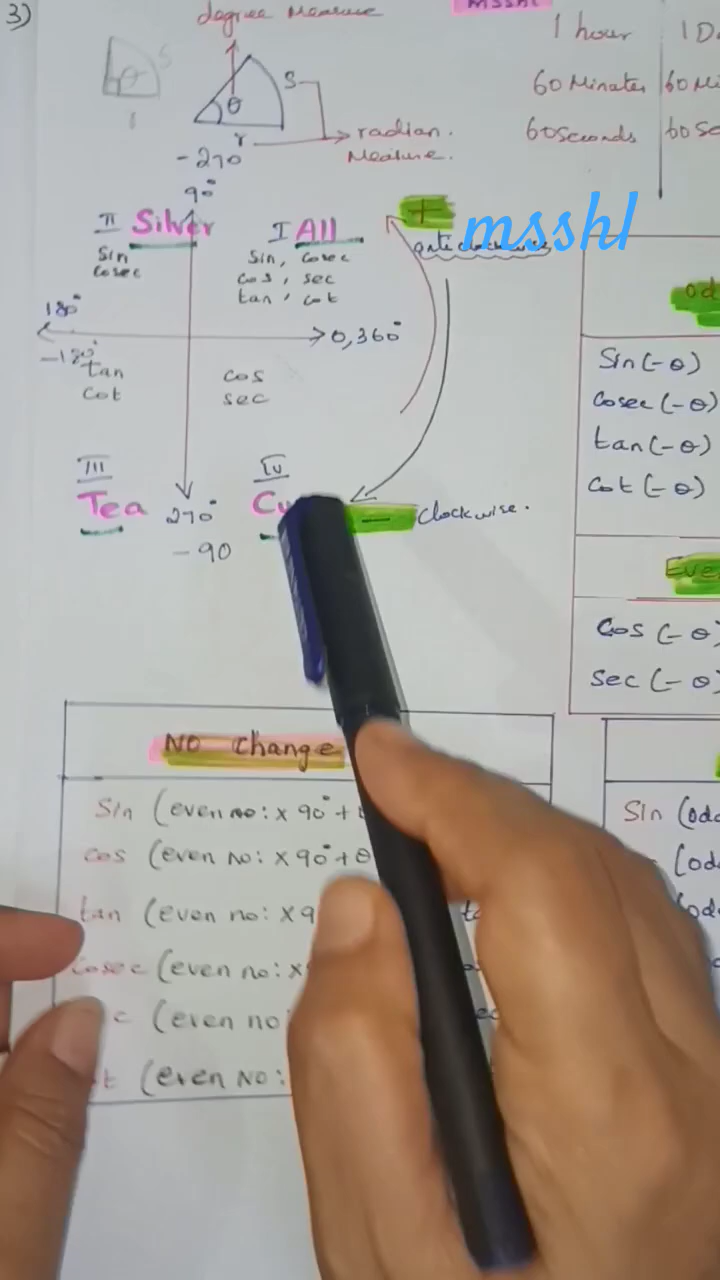 3)
degree Measure
msshl
1 hour
60 Minutes
60 Seconds
θ
S
r
radian.
Measure.
-270°
90°
II Silver
Sin
Cosec
I All
Sin, Cosec
Cos, sec
tan, cot
+
msshl
180°
-180°
0,360°
tan
Cot
Cos
sec
III
Tea
IV
270°
-90
-
clockwise.
Sin(-θ)
Cosec(-θ)
tan(-θ)
Cot(-θ)
Cos(-θ)
Sec(-θ)
No change
Sin (even no: x 90°+
Cos (even no: x 90°+θ
tan (even no: x 9
Cosec (even no: x
c (even no
t (even No:
Sin (odd